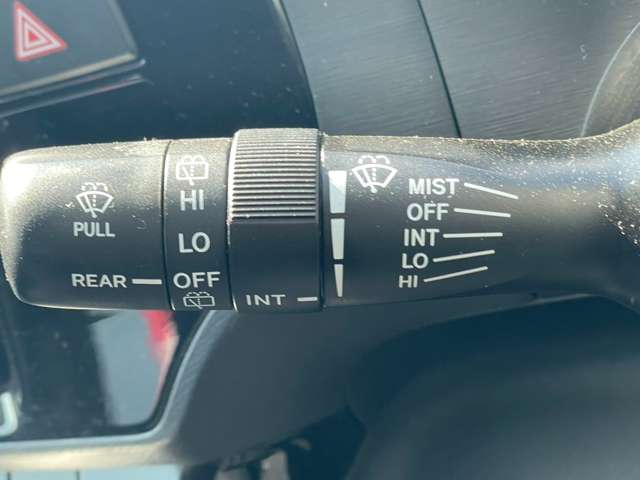 PULL
REAR
HI
LO
OFF
INT
MIST
OFF
INT
LO
HI